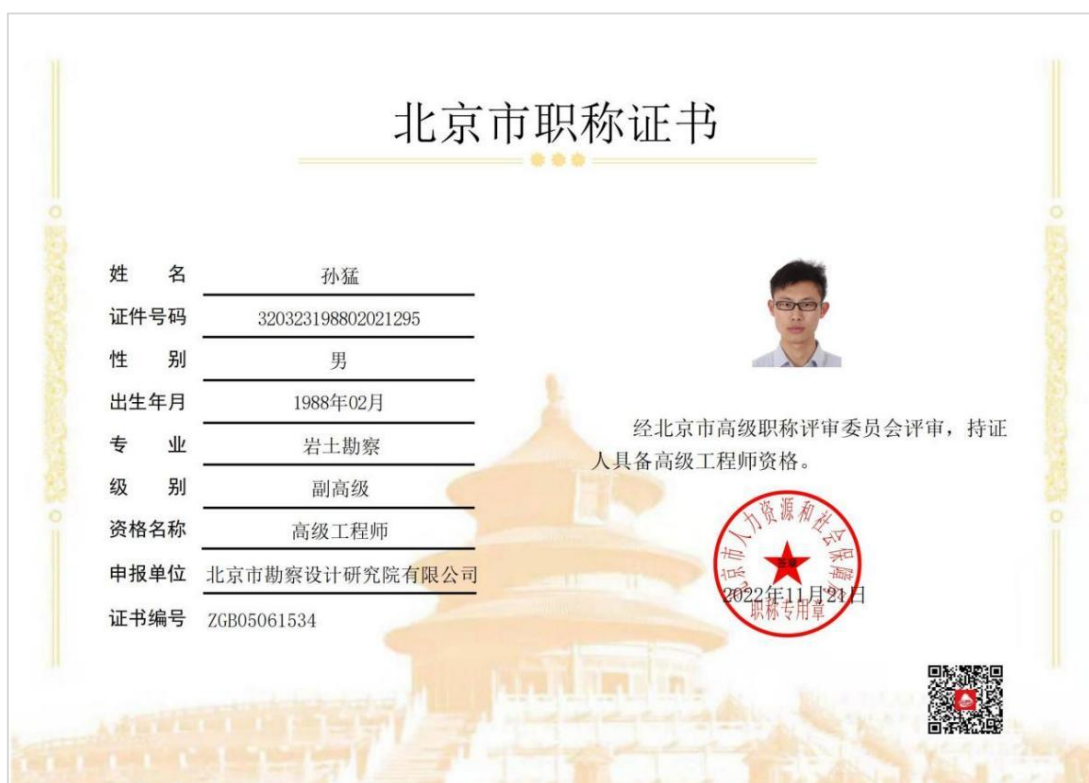 北京市职称证书
姓 名 孙猛
证件号码 320323198802021295
性 别 男
出生年月 1988年02月
专 业 岩土勘察
级 别 副高级
资格名称 高级工程师
申报单位 北京市勘察设计研究院有限公司
证书编号 ZGB05061534
经北京市高级职称评审委员会评审，持证
人具备高级工程师资格。
北京市人力资源和社会保障局
2022年11月21日
职称专用章